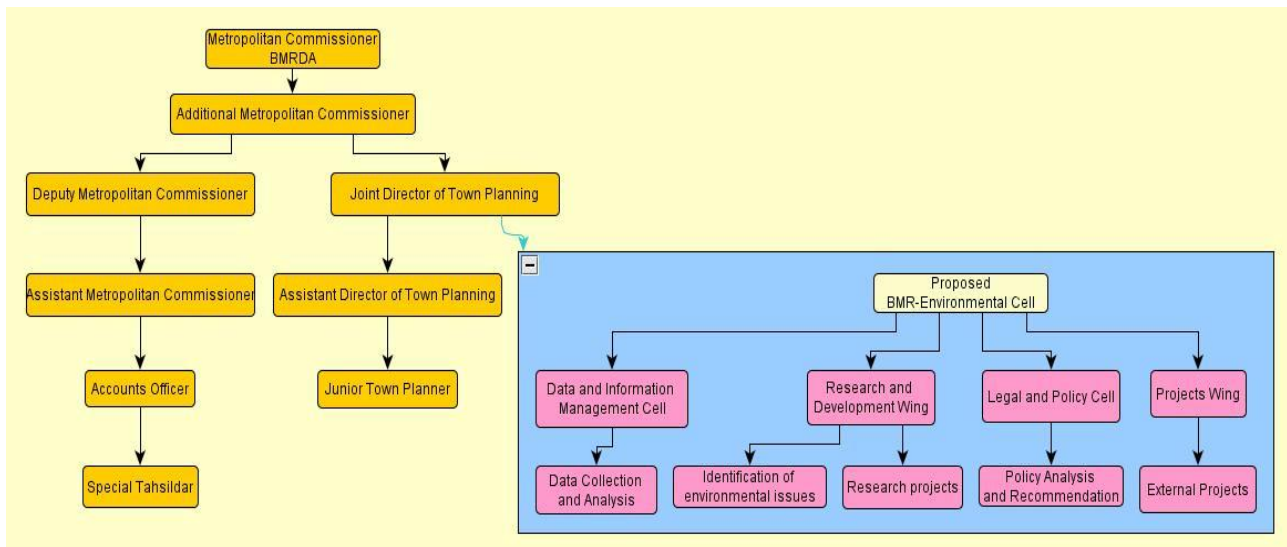 Metropolitan Commissioner
BMRDA
Additional Metropolitan Commissioner
Deputy Metropolitan Commissioner
Joint Director of Town Planning
Assistant Metropolitan Commissioner
Assistant Director of Town Planning
Accounts Officer
Junior Town Planner
Special Tahsildar
Proposed
BMR-Environmental Cell
Data and Information
Management Cell
Research and
Development Wing
Legal and Policy Cell
Projects Wing
Data Collection
and Analysis
Identification of
environmental issues
Research projects
Policy Analysis
and Recommendation
External Projects